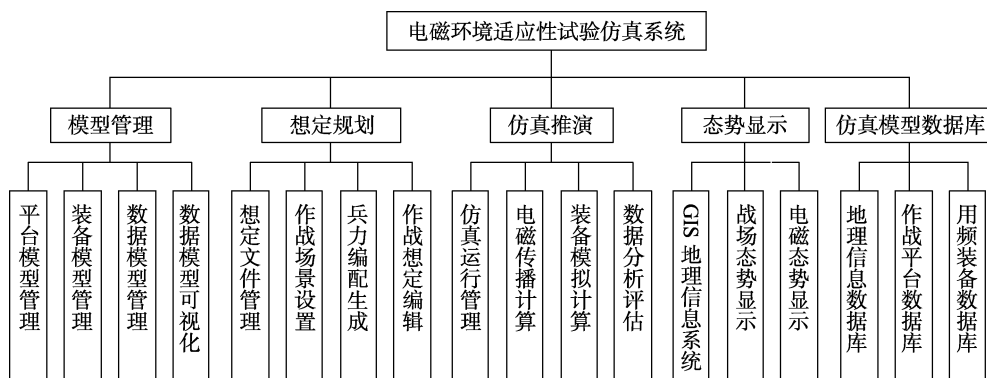 电磁环境适应性试验仿真系统
模型管理
想定规划
仿真推演
态势显示
仿真模型数据库
平台模型管理
装备模型管理
数据模型管理
数据模型可视化
想定文件管理
作战场景设置
兵力编配生成
作战想定编辑
仿真运行管理
电磁传播计算
装备模拟计算
数据分析评估
GIS 地理信息系统
战场态势显示
电磁态势显示
地理信息数据库
作战平台数据库
用频装备数据库